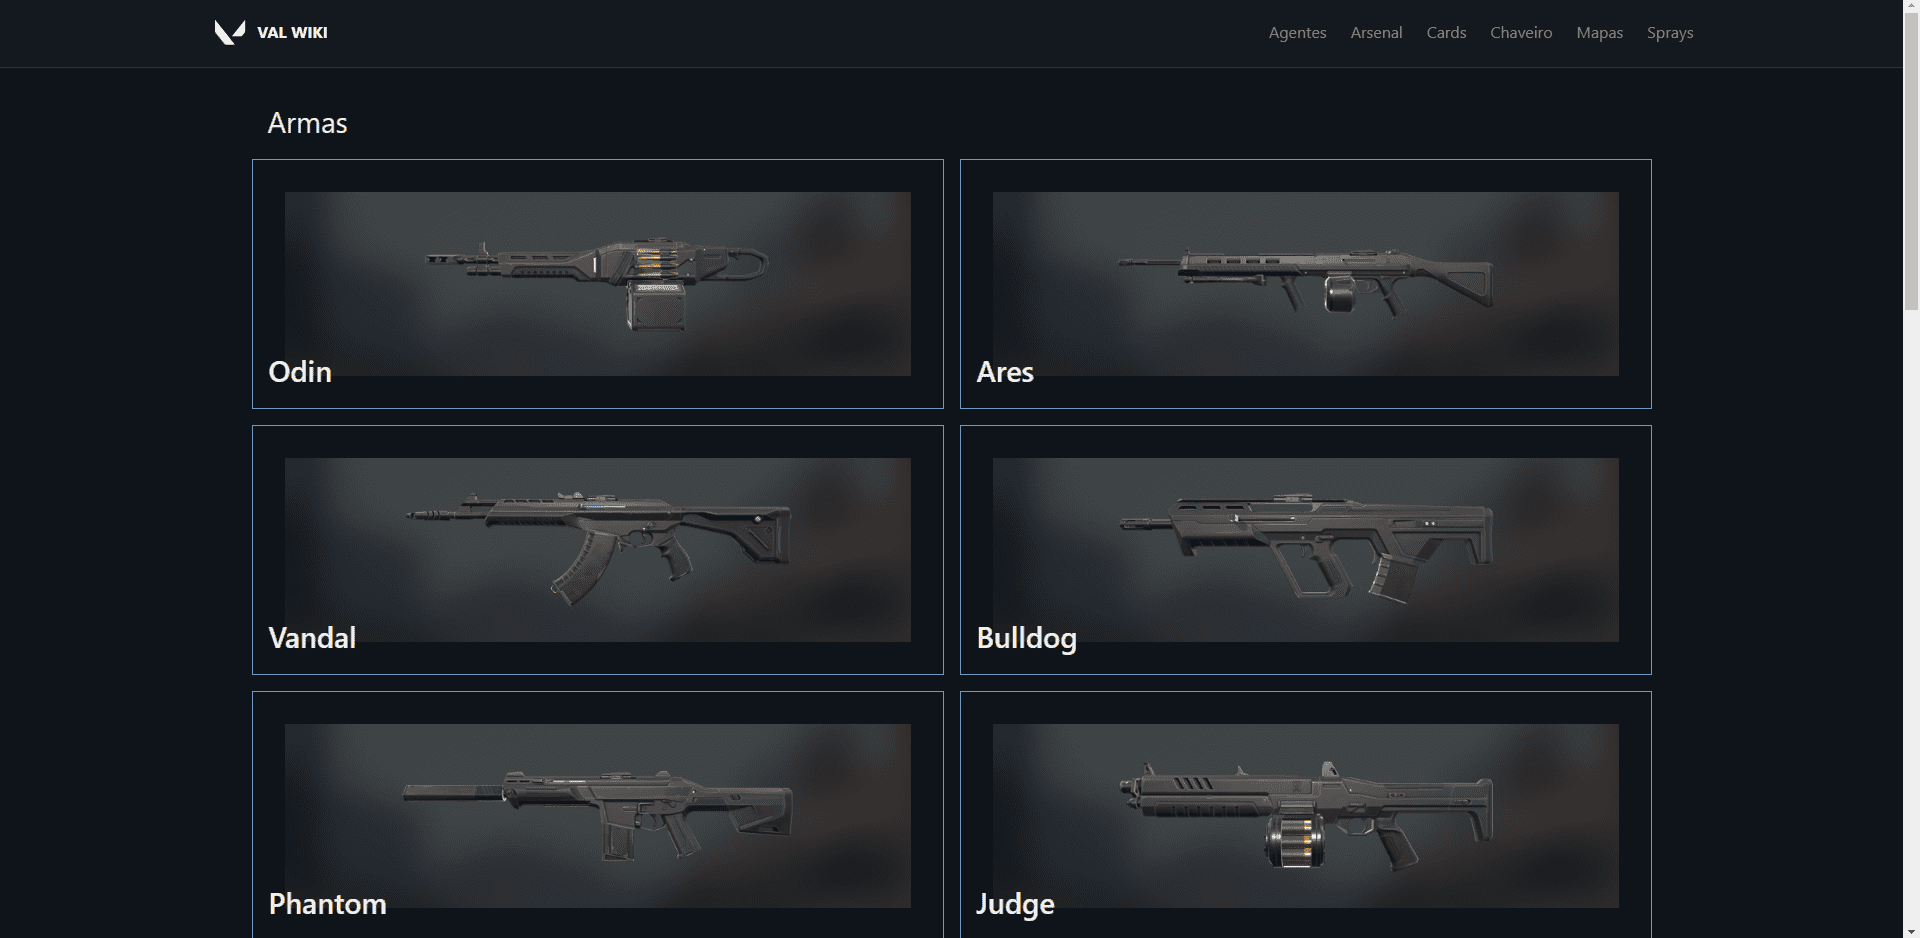 VAL WIKI
Agentes Arsenal Cards Chaveiro Mapas Sprays
Armas
Odin
Ares
Vandal
Bulldog
Phantom
Judge